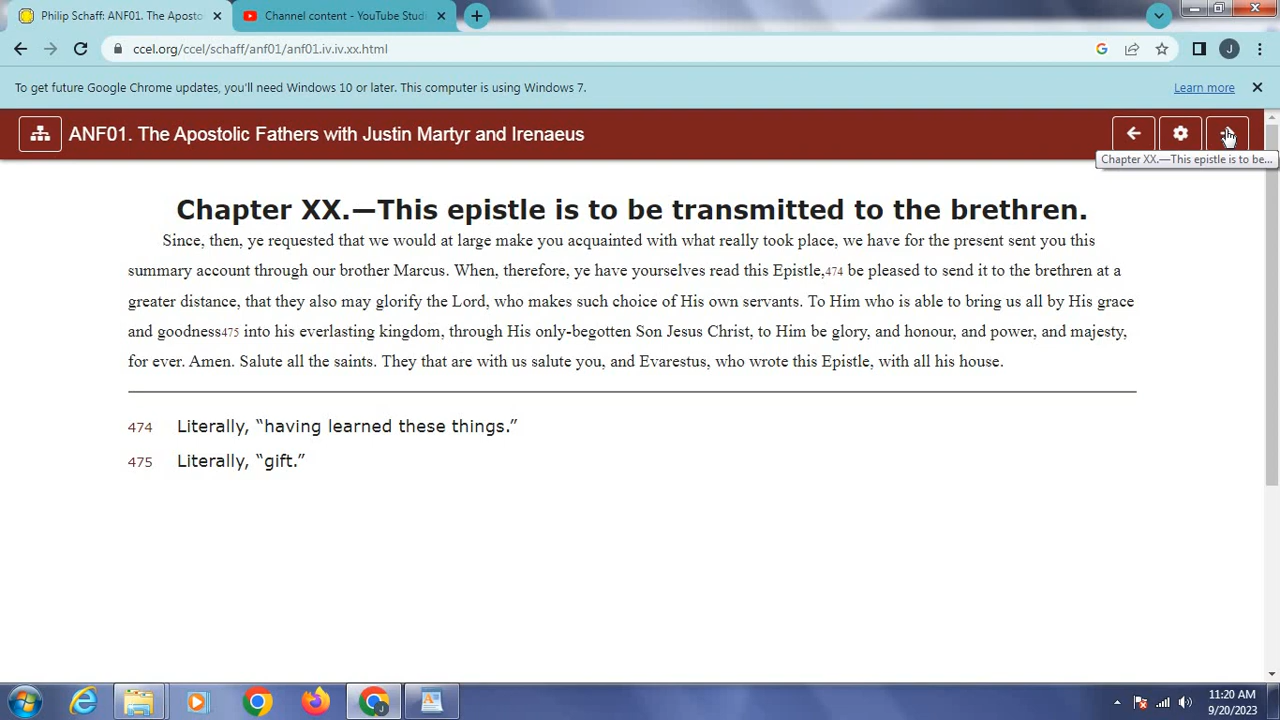 Philip Schaff: ANF01. The Aposto
Channel content - YouTube Studi
ccel.org/ccel/schaff/anf01/anf01.iv.iv.xx.html
J
To get future Google Chrome updates, you'll need Windows 10 or later. This computer is using Windows 7.
Learn more
ANF01. The Apostolic Fathers with Justin Martyr and Irenaeus
Chapter XX.—This epistle is to be...
Chapter XX.—This epistle is to be transmitted to the brethren.
Since, then, ye requested that we would at large make you acquainted with what really took place, we have for the present sent you this
summary account through our brother Marcus. When, therefore, ye have yourselves read this Epistle,474 be pleased to send it to the brethren at a
greater distance, that they also may glorify the Lord, who makes such choice of His own servants. To Him who is able to bring us all by His grace
and goodness475 into his everlasting kingdom, through His only-begotten Son Jesus Christ, to Him be glory, and honour, and power, and majesty,
for ever. Amen. Salute all the saints. They that are with us salute you, and Evarestus, who wrote this Epistle, with all his house.
474 Literally, “having learned these things.”
475 Literally, “gift.”
11:20 AM
9/20/2023